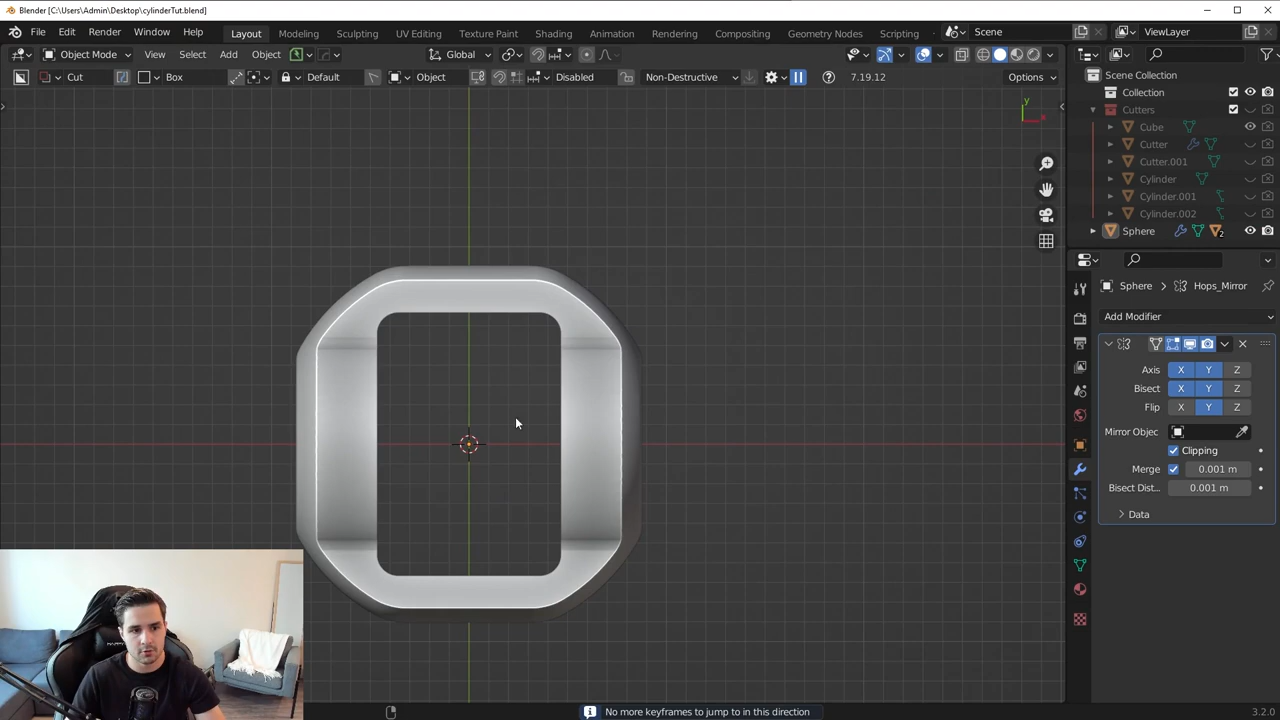 Blender [C:\Users\Admin\Desktop\cylinderTut.blend]
File Edit Render Window Help Layout Modeling Sculpting UV Editing Texture Paint Shading Animation Rendering Compositing Geometry Nodes Scripting Scene ViewLayer
Object Mode View Select Add Object Global
Cut Box Default Object Disabled Non-Destructive 7.19.12 Options
Scene Collection
Collection
Cutters
Cube
Cutter
Cutter.001
Cylinder
Cylinder.001
Cylinder.002
Sphere 2
y
x
Sphere > Hops_Mirror
Add Modifier
Axis X Y Z
Bisect X Y Z
Flip X Y Z
Mirror Objec
Clipping
Merge 0.001 m
Bisect Dist... 0.001 m
Data
No more keyframes to jump to in this direction
3.2.0